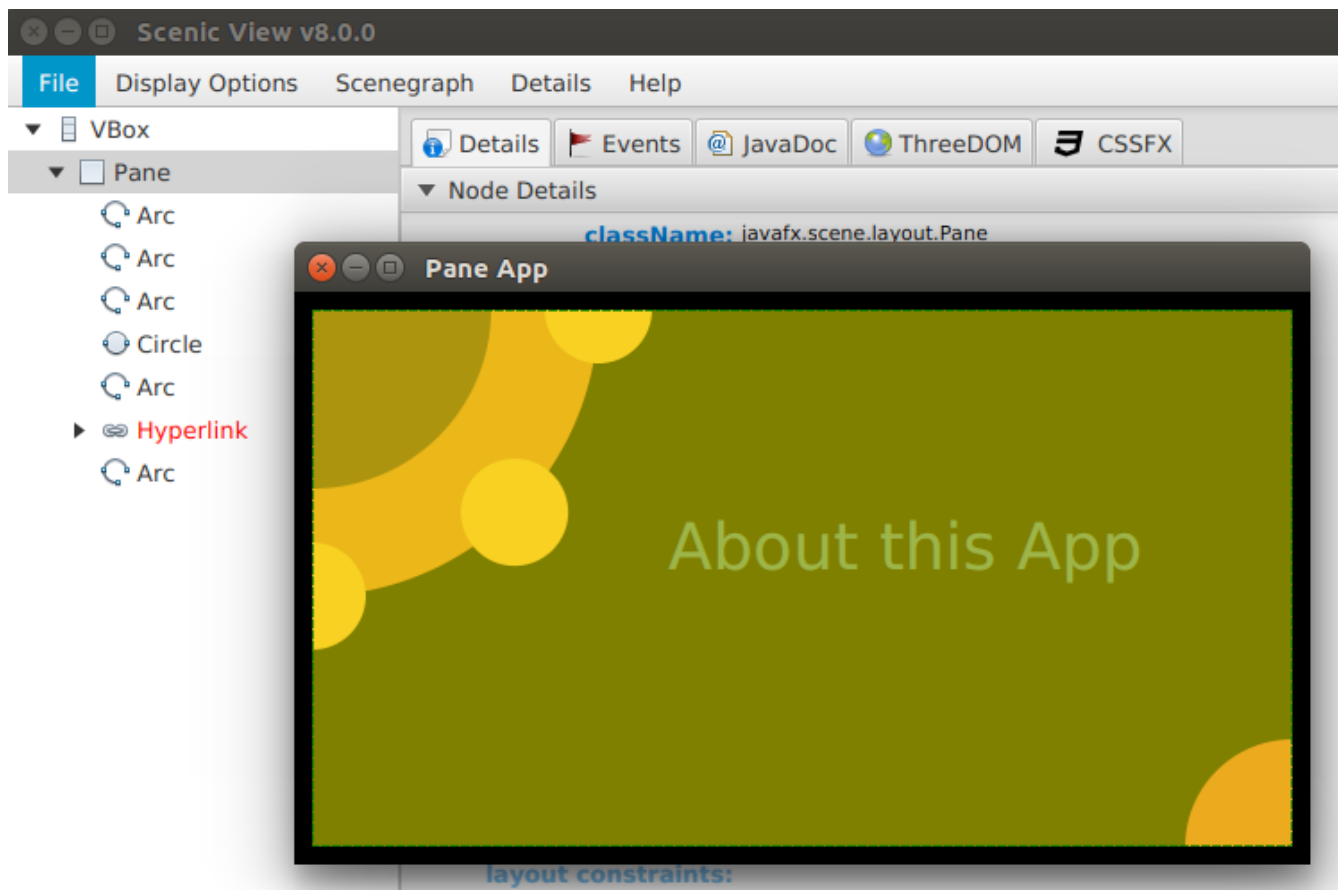 Scenic View v8.0.0
File Display Options Scenegraph Details Help
VBox
Pane
Arc
Arc
Arc
Circle
Arc
Hyperlink
Arc
Details Events JavaDoc ThreeDOM CSSFX
Node Details
className: javafx.scene.layout.Pane
Pane App
About this App
layout constraints: